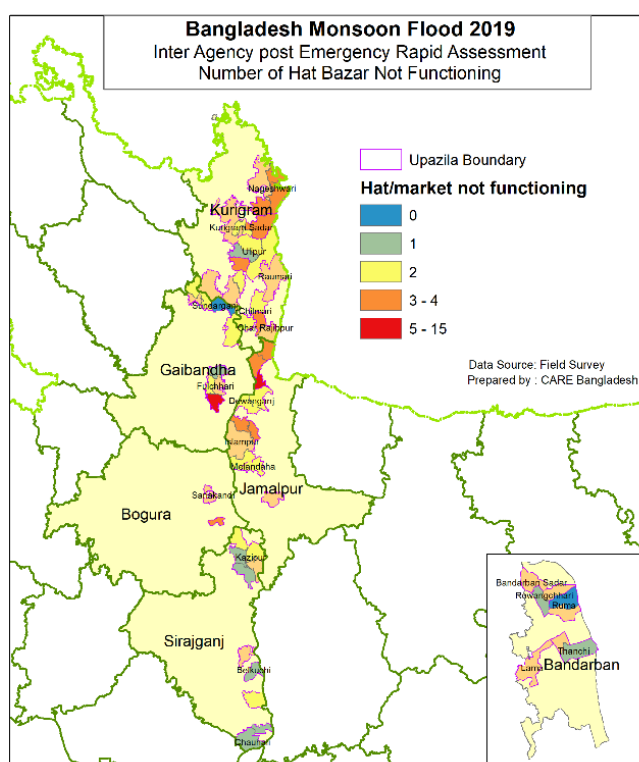 Bangladesh Monsoon Flood 2019
Inter Agency post Emergency Rapid Assessment
Number of Hat Bazar Not Functioning
Upazila Boundary
Hat/market not functioning
0
1
2
3 - 4
5 - 15
Data Source: Field Survey
Prepared by : CARE Bangladesh
Nageshwari
Kurigram
Kurigram Sadar
Ulipur
Raumari
Sundarganj
Chilmari
Char Rajibpur
Gaibandha
Fulchhari
Dewanganj
Islampur
Melandaha
Jamalpur
Sariakandi
Bogura
Kazipur
Sirajganj
Belkuchi
Chauhali
Bandarban Sadar
Rowangchhari
Ruma
Thanchi
Lama
Bandarban